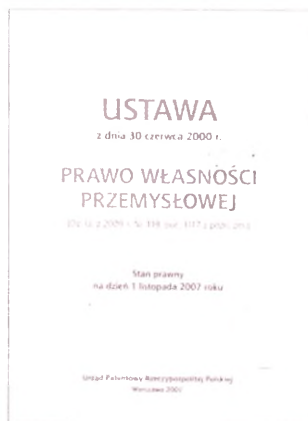 USTAWA
z dnia 30 czerwca 2000 r.
PRAWO WŁASNOŚCI
PRZEMYSŁOWEJ
Stan prawny
na dzień 1 listopada 2007 roku
Urząd Patentowy Rzeczypospolitej Polskiej
Warszawa 2007